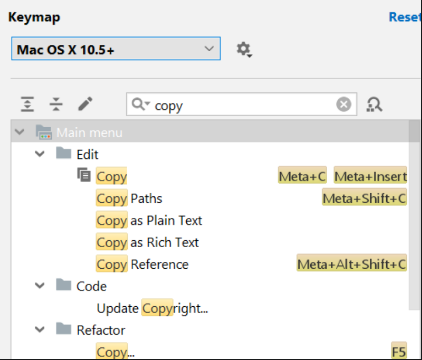 Keymap Reset
Mac OS X 10.5+
copy
Main menu
Edit
Copy Meta+C Meta+Insert
Copy Paths Meta+Shift+C
Copy as Plain Text
Copy as Rich Text
Copy Reference Meta+Alt+Shift+C
Code
Update Copyright...
Refactor
Copy... F5